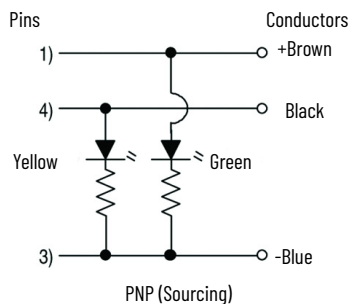 Pins Conductors
1) +Brown
4) Black
Yellow Green
3) -Blue
PNP (Sourcing)